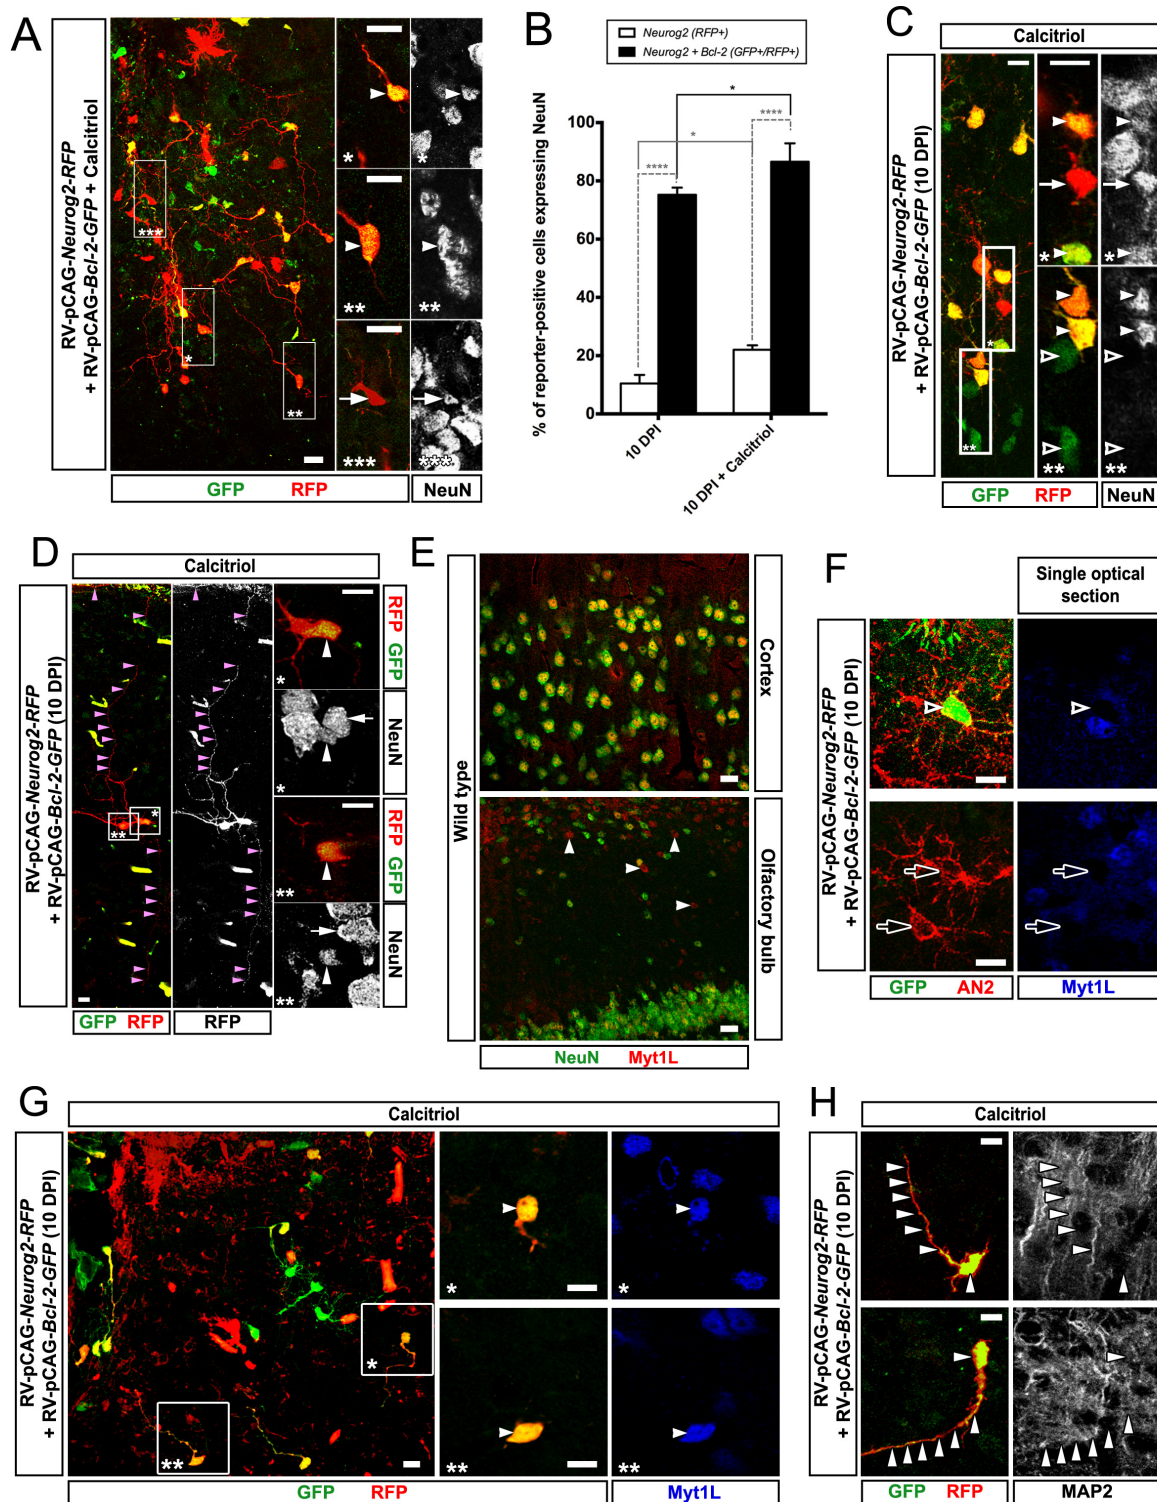 A
RV-pCAG-Neurog2-RFP
+ RV-pCAG-Bcl-2-GFP + Calcitriol
*
*
**
**
***
***
***
*
**
GFP RFP
NeuN
B
Neurog2 (RFP+)
Neurog2 + Bcl-2 (GFP+/RFP+)
% of reporter-positive cells expressing NeuN
100
80
60
40
20
0
*
*
****
****
10 DPI
10 DPI + Calcitriol
C
Calcitriol
RV-pCAG-Neurog2-RFP
+ RV-pCAG-Bcl-2-GFP (10 DPI)
*
*
*
**
**
**
GFP RFP
NeuN
D
Calcitriol
RV-pCAG-Neurog2-RFP
+ RV-pCAG-Bcl-2-GFP (10 DPI)
*
**
*
*
**
**
RFP GFP
NeuN
RFP GFP
NeuN
GFP RFP
RFP
E
Wild type
Cortex
Olfactory bulb
NeuN Myt1L
F
Single optical
section
RV-pCAG-Neurog2-RFP
+ RV-pCAG-Bcl-2-GFP (10 DPI)
GFP AN2
Myt1L
G
Calcitriol
RV-pCAG-Neurog2-RFP
+ RV-pCAG-Bcl-2-GFP (10 DPI)
*
**
*
*
**
**
GFP RFP
Myt1L
H
Calcitriol
RV-pCAG-Neurog2-RFP
+ RV-pCAG-Bcl-2-GFP (10 DPI)
GFP RFP
MAP2